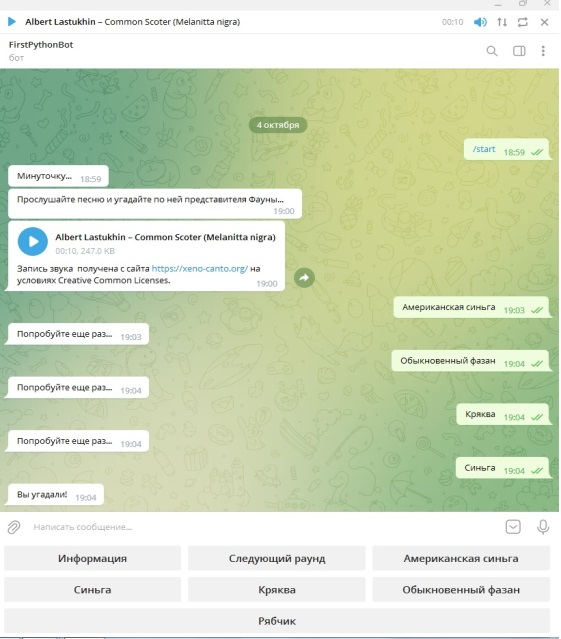 Albert Lastukhin – Common Scoter (Melanitta nigra) 00:10
FirstPythonBot
бот
4 октября
/start 18:59
Минуточку... 18:59
Прослушайте песню и угадайте по ней представителя Фауны...
19:00
Albert Lastukhin – Common Scoter (Melanitta nigra)
00:10, 247.0 KB
Запись звука получена с сайта https://xeno-canto.org/ на
условиях Creative Common Licenses. 19:00
Американская синьга 19:03
Попробуйте еще раз... 19:03
Обыкновенный фазан 19:04
Попробуйте еще раз... 19:04
Кряква 19:04
Попробуйте еще раз... 19:04
Синьга 19:04
Вы угадали! 19:04
Написать сообщение...
Информация Следующий раунд Американская синьга
Синьга Кряква Обыкновенный фазан
Рябчик